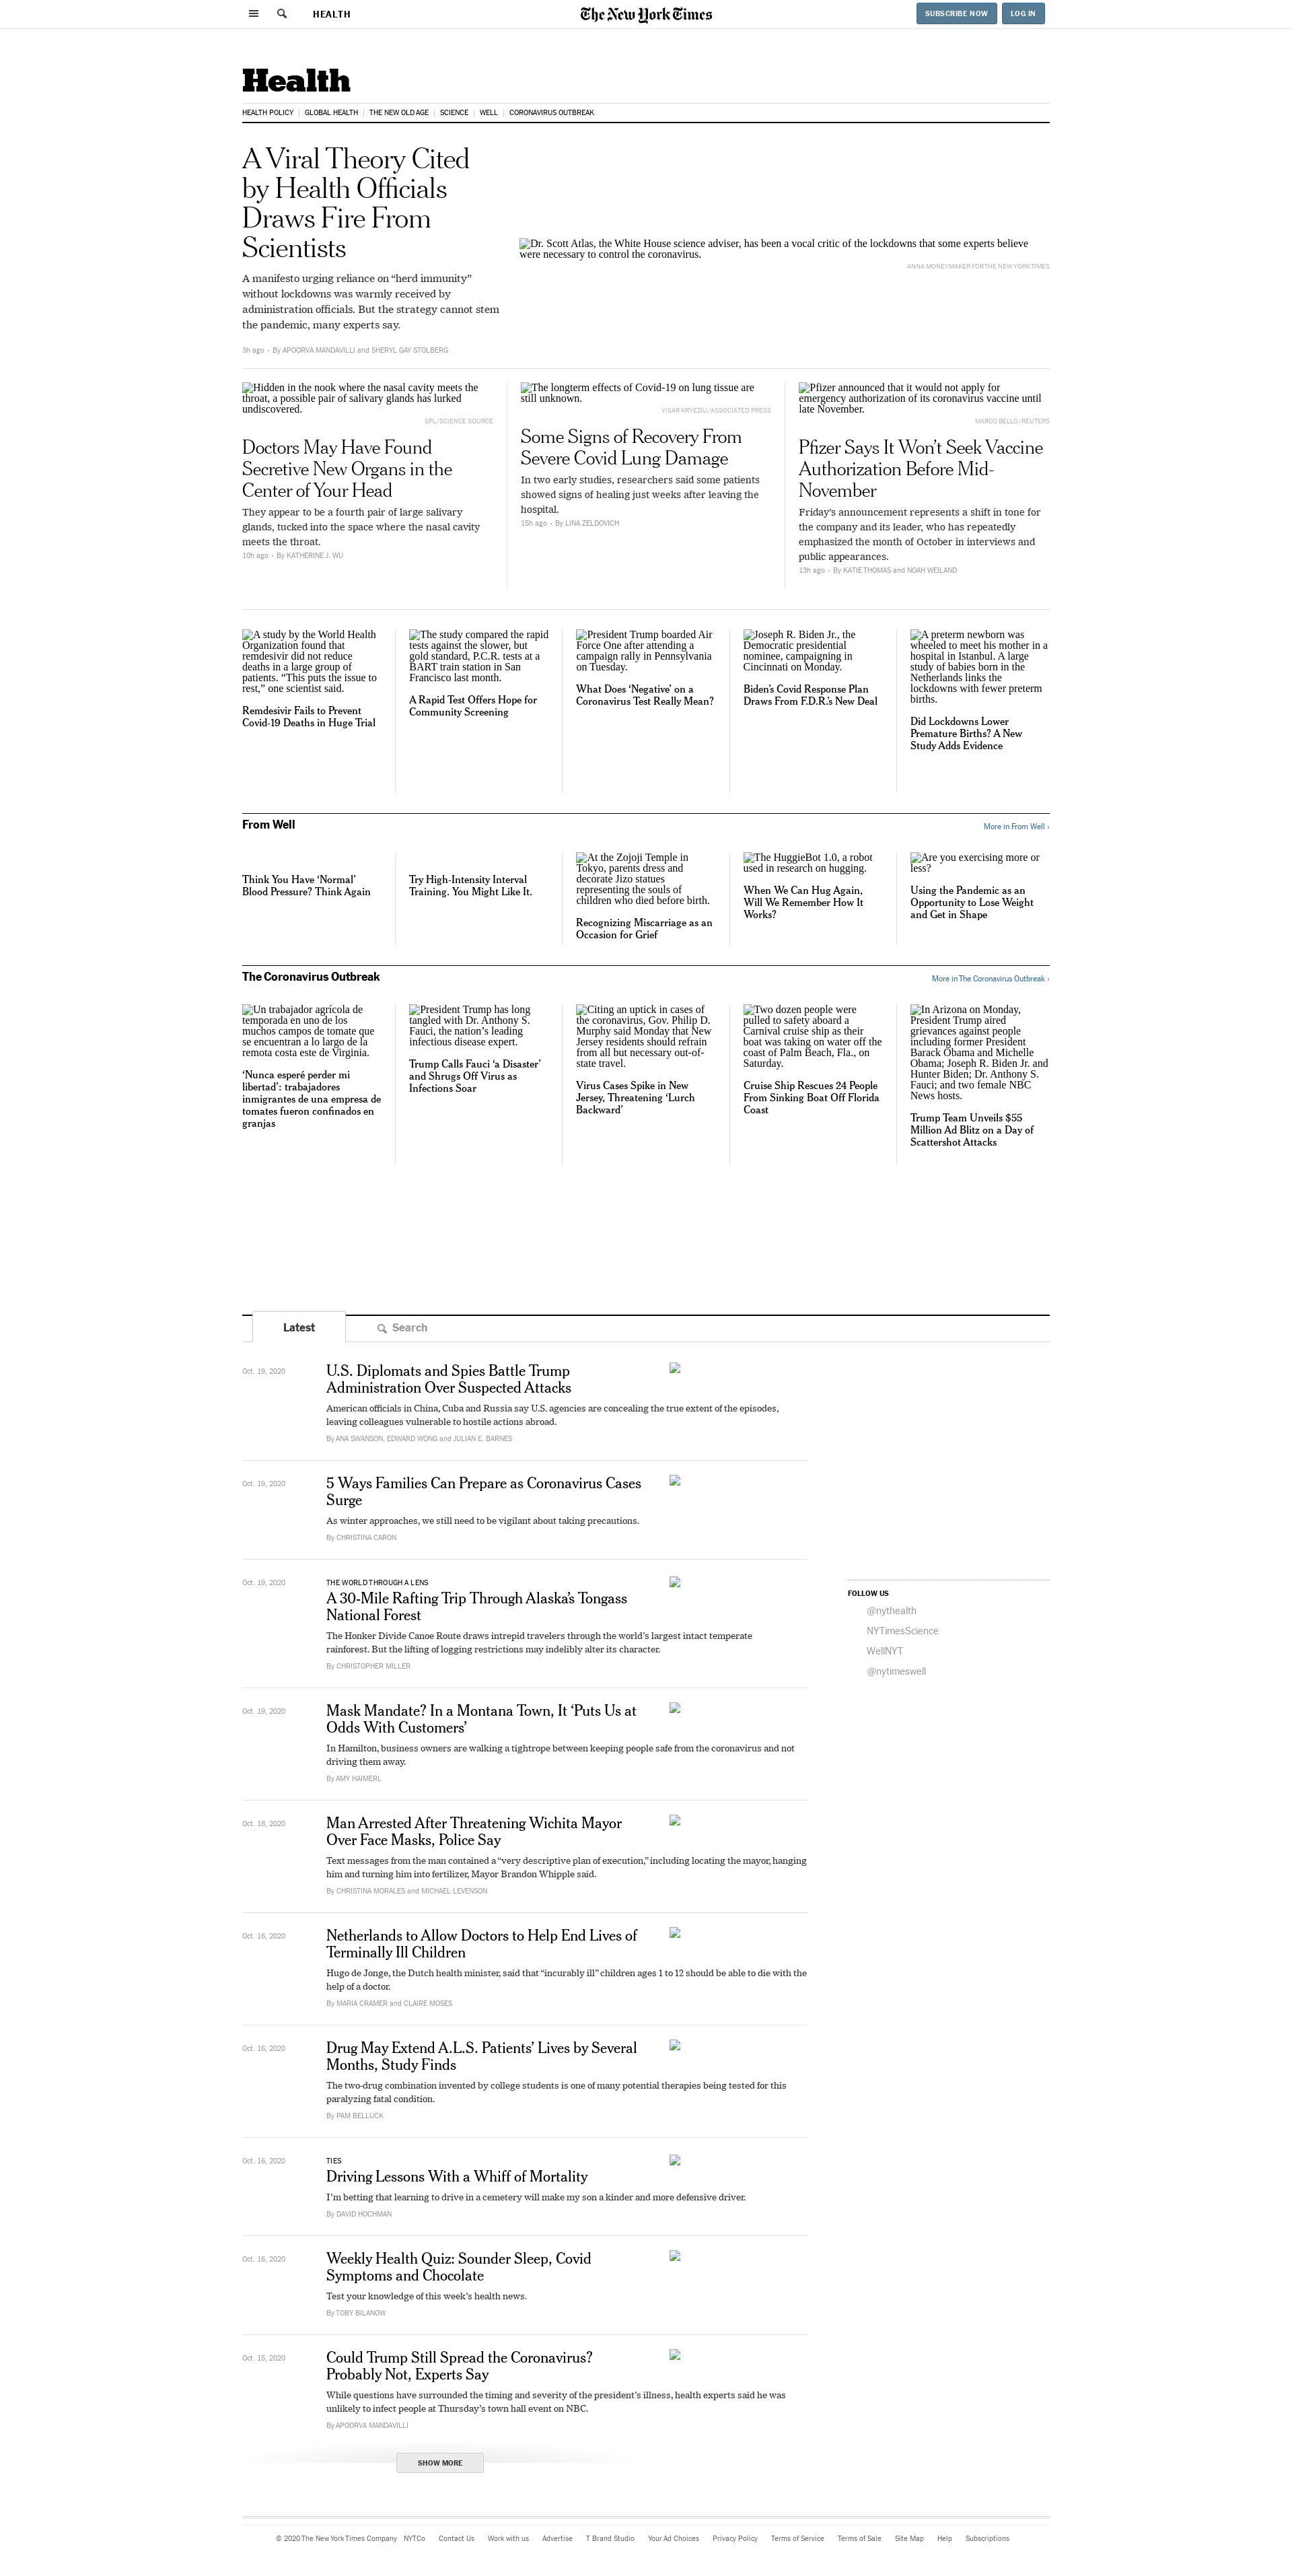 HEALTH
The New York Times
SUBSCRIBE NOW
LOG IN
Health
HEALTH POLICY
GLOBAL HEALTH
THE NEW OLD AGE
SCIENCE
WELL
CORONAVIRUS OUTBREAK
A Viral Theory Cited
by Health Officials
Draws Fire From
Scientists
A manifesto urging reliance on “herd immunity”
without lockdowns was warmly received by
administration officials. But the strategy cannot stem
the pandemic, many experts say.
3h ago • By APOORVA MANDAVILLI and SHERYL GAY STOLBERG
Dr. Scott Atlas, the White House science adviser, has been a vocal critic of the lockdowns that some experts believe
were necessary to control the coronavirus.
ANNA MONEYMAKER FOR THE NEW YORK TIMES
Hidden in the nook where the nasal cavity meets the
throat, a possible pair of salivary glands has lurked
undiscovered.
SPL/SCIENCE SOURCE
Doctors May Have Found
Secretive New Organs in the
Center of Your Head
They appear to be a fourth pair of large salivary
glands, tucked into the space where the nasal cavity
meets the throat.
10h ago • By KATHERINE J. WU
The longterm effects of Covid-19 on lung tissue are
still unknown.
VISAR KRYEZIU/ASSOCIATED PRESS
Some Signs of Recovery From
Severe Covid Lung Damage
In two early studies, researchers said some patients
showed signs of healing just weeks after leaving the
hospital.
15h ago • By LINA ZELDOVICH
Pfizer announced that it would not apply for
emergency authorization of its coronavirus vaccine until
late November.
MARCO BELLO/REUTERS
Pfizer Says It Won’t Seek Vaccine
Authorization Before Mid-
November
Friday’s announcement represents a shift in tone for
the company and its leader, who has repeatedly
emphasized the month of October in interviews and
public appearances.
13h ago • By KATIE THOMAS and NOAH WEILAND
A study by the World Health
Organization found that
remdesivir did not reduce
deaths in a large group of
patients. “This puts the issue to
rest,” one scientist said.
Remdesivir Fails to Prevent
Covid-19 Deaths in Huge Trial
The study compared the rapid
tests against the slower, but
gold standard, P.C.R. tests at a
BART train station in San
Francisco last month.
A Rapid Test Offers Hope for
Community Screening
President Trump boarded Air
Force One after attending a
campaign rally in Pennsylvania
on Tuesday.
What Does ‘Negative’ on a
Coronavirus Test Really Mean?
Joseph R. Biden Jr., the
Democratic presidential
nominee, campaigning in
Cincinnati on Monday.
Biden’s Covid Response Plan
Draws From F.D.R.’s New Deal
A preterm newborn was
wheeled to meet his mother in a
hospital in Istanbul. A large
study of babies born in the
Netherlands links the
lockdowns with fewer preterm
births.
Did Lockdowns Lower
Premature Births? A New
Study Adds Evidence
From Well
More in From Well ›
Think You Have ‘Normal’
Blood Pressure? Think Again
Try High-Intensity Interval
Training. You Might Like It.
At the Zojoji Temple in
Tokyo, parents dress and
decorate Jizo statues
representing the souls of
children who died before birth.
Recognizing Miscarriage as an
Occasion for Grief
The HuggieBot 1.0, a robot
used in research on hugging.
When We Can Hug Again,
Will We Remember How It
Works?
Are you exercising more or
less?
Using the Pandemic as an
Opportunity to Lose Weight
and Get in Shape
The Coronavirus Outbreak
More in The Coronavirus Outbreak ›
Un trabajador agrícola de
temporada en uno de los
muchos campos de tomate que
se encuentran a lo largo de la
remota costa este de Virginia.
‘Nunca esperé perder mi
libertad’: trabajadores
inmigrantes de una empresa de
tomates fueron confinados en
granjas
President Trump has long
tangled with Dr. Anthony S.
Fauci, the nation’s leading
infectious disease expert.
Trump Calls Fauci ‘a Disaster’
and Shrugs Off Virus as
Infections Soar
Citing an uptick in cases of
the coronavirus, Gov. Philip D.
Murphy said Monday that New
Jersey residents should refrain
from all but necessary out-of-
state travel.
Virus Cases Spike in New
Jersey, Threatening ‘Lurch
Backward’
Two dozen people were
pulled to safety aboard a
Carnival cruise ship as their
boat was taking on water off the
coast of Palm Beach, Fla., on
Saturday.
Cruise Ship Rescues 24 People
From Sinking Boat Off Florida
Coast
In Arizona on Monday,
President Trump aired
grievances against people
including former President
Barack Obama and Michelle
Obama; Joseph R. Biden Jr. and
Hunter Biden; Dr. Anthony S.
Fauci; and two female NBC
News hosts.
Trump Team Unveils $55
Million Ad Blitz on a Day of
Scattershot Attacks
Latest
Search
Oct. 19, 2020
U.S. Diplomats and Spies Battle Trump
Administration Over Suspected Attacks
American officials in China, Cuba and Russia say U.S. agencies are concealing the true extent of the episodes,
leaving colleagues vulnerable to hostile actions abroad.
By ANA SWANSON, EDWARD WONG and JULIAN E. BARNES
Oct. 19, 2020
5 Ways Families Can Prepare as Coronavirus Cases
Surge
As winter approaches, we still need to be vigilant about taking precautions.
By CHRISTINA CARON
Oct. 19, 2020
THE WORLD THROUGH A LENS
A 30-Mile Rafting Trip Through Alaska’s Tongass
National Forest
The Honker Divide Canoe Route draws intrepid travelers through the world’s largest intact temperate
rainforest. But the lifting of logging restrictions may indelibly alter its character.
By CHRISTOPHER MILLER
FOLLOW US
@nythealth
NYTimesScience
WellNYT
@nytimeswell
Oct. 19, 2020
Mask Mandate? In a Montana Town, It ‘Puts Us at
Odds With Customers’
In Hamilton, business owners are walking a tightrope between keeping people safe from the coronavirus and not
driving them away.
By AMY HAIMERL
Oct. 18, 2020
Man Arrested After Threatening Wichita Mayor
Over Face Masks, Police Say
Text messages from the man contained a “very descriptive plan of execution,” including locating the mayor, hanging
him and turning him into fertilizer, Mayor Brandon Whipple said.
By CHRISTINA MORALES and MICHAEL LEVENSON
Oct. 16, 2020
Netherlands to Allow Doctors to Help End Lives of
Terminally Ill Children
Hugo de Jonge, the Dutch health minister, said that “incurably ill” children ages 1 to 12 should be able to die with the
help of a doctor.
By MARIA CRAMER and CLAIRE MOSES
Oct. 16, 2020
Drug May Extend A.L.S. Patients’ Lives by Several
Months, Study Finds
The two-drug combination invented by college students is one of many potential therapies being tested for this
paralyzing fatal condition.
By PAM BELLUCK
Oct. 16, 2020
TIES
Driving Lessons With a Whiff of Mortality
I’m betting that learning to drive in a cemetery will make my son a kinder and more defensive driver.
By DAVID HOCHMAN
Oct. 16, 2020
Weekly Health Quiz: Sounder Sleep, Covid
Symptoms and Chocolate
Test your knowledge of this week’s health news.
By TOBY BILANOW
Oct. 15, 2020
Could Trump Still Spread the Coronavirus?
Probably Not, Experts Say
While questions have surrounded the timing and severity of the president’s illness, health experts said he was
unlikely to infect people at Thursday’s town hall event on NBC.
By APOORVA MANDAVILLI
SHOW MORE
© 2020 The New York Times Company NYTCo Contact Us Work with us Advertise T Brand Studio Your Ad Choices Privacy Policy Terms of Service Terms of Sale Site Map Help Subscriptions